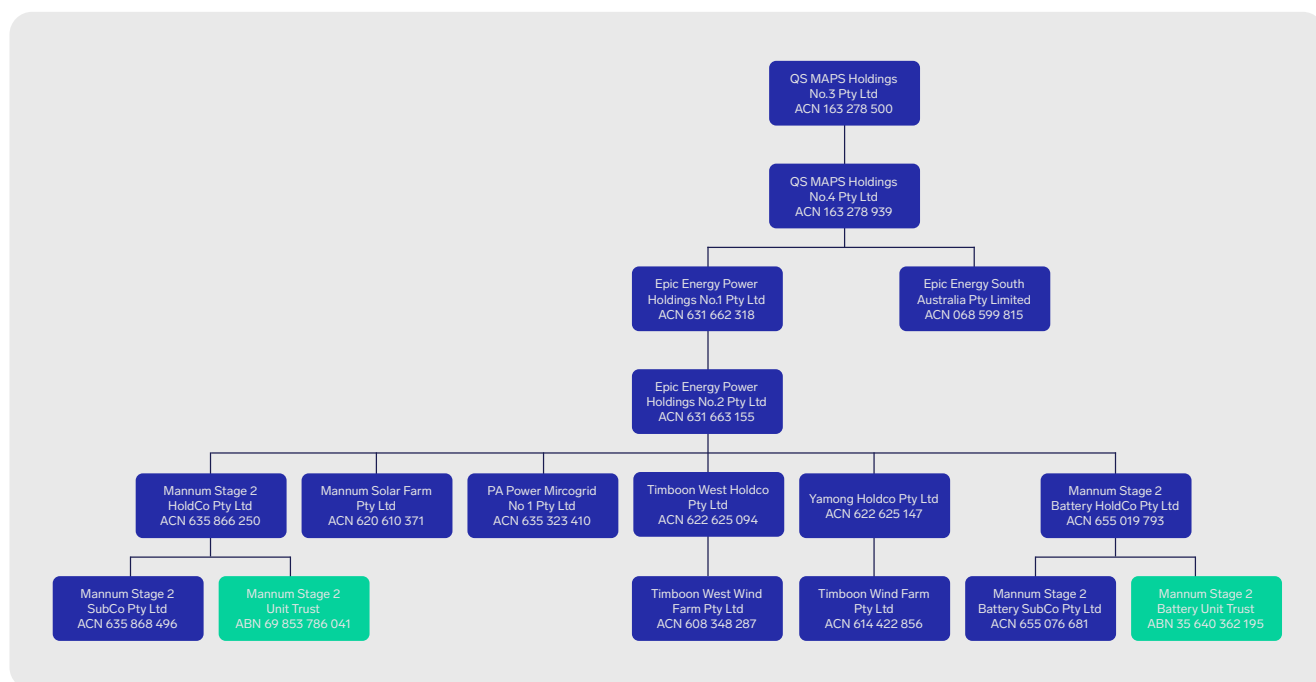 QS MAPS Holdings
No.3 Pty Ltd
ACN 163 278 500
QS MAPS Holdings
No.4 Pty Ltd
ACN 163 278 939
Epic Energy Power
Holdings No.1 Pty Ltd
ACN 631 662 318
Epic Energy South
Australia Pty Limited
ACN 068 599 815
Epic Energy Power
Holdings No.2 Pty Ltd
ACN 631 663 155
Mannum Stage 2
HoldCo Pty Ltd
ACN 635 866 250
Mannum Solar Farm
Pty Ltd
ACN 620 610 371
PA Power Mircogrid
No 1 Pty Ltd
ACN 635 323 410
Timboon West Holdco
Pty Ltd
ACN 622 625 094
Yamong Holdco Pty Ltd
ACN 622 625 147
Mannum Stage 2
Battery HoldCo Pty Ltd
ACN 655 019 793
Mannum Stage 2
SubCo Pty Ltd
ACN 635 868 496
Mannum Stage 2
Unit Trust
ABN 69 853 786 041
Timboon West Wind
Farm Pty Ltd
ACN 608 348 287
Timboon Wind Farm
Pty Ltd
ACN 614 422 856
Mannum Stage 2
Battery SubCo Pty Ltd
ACN 655 076 681
Mannum Stage 2
Battery Unit Trust
ABN 35 640 362 195